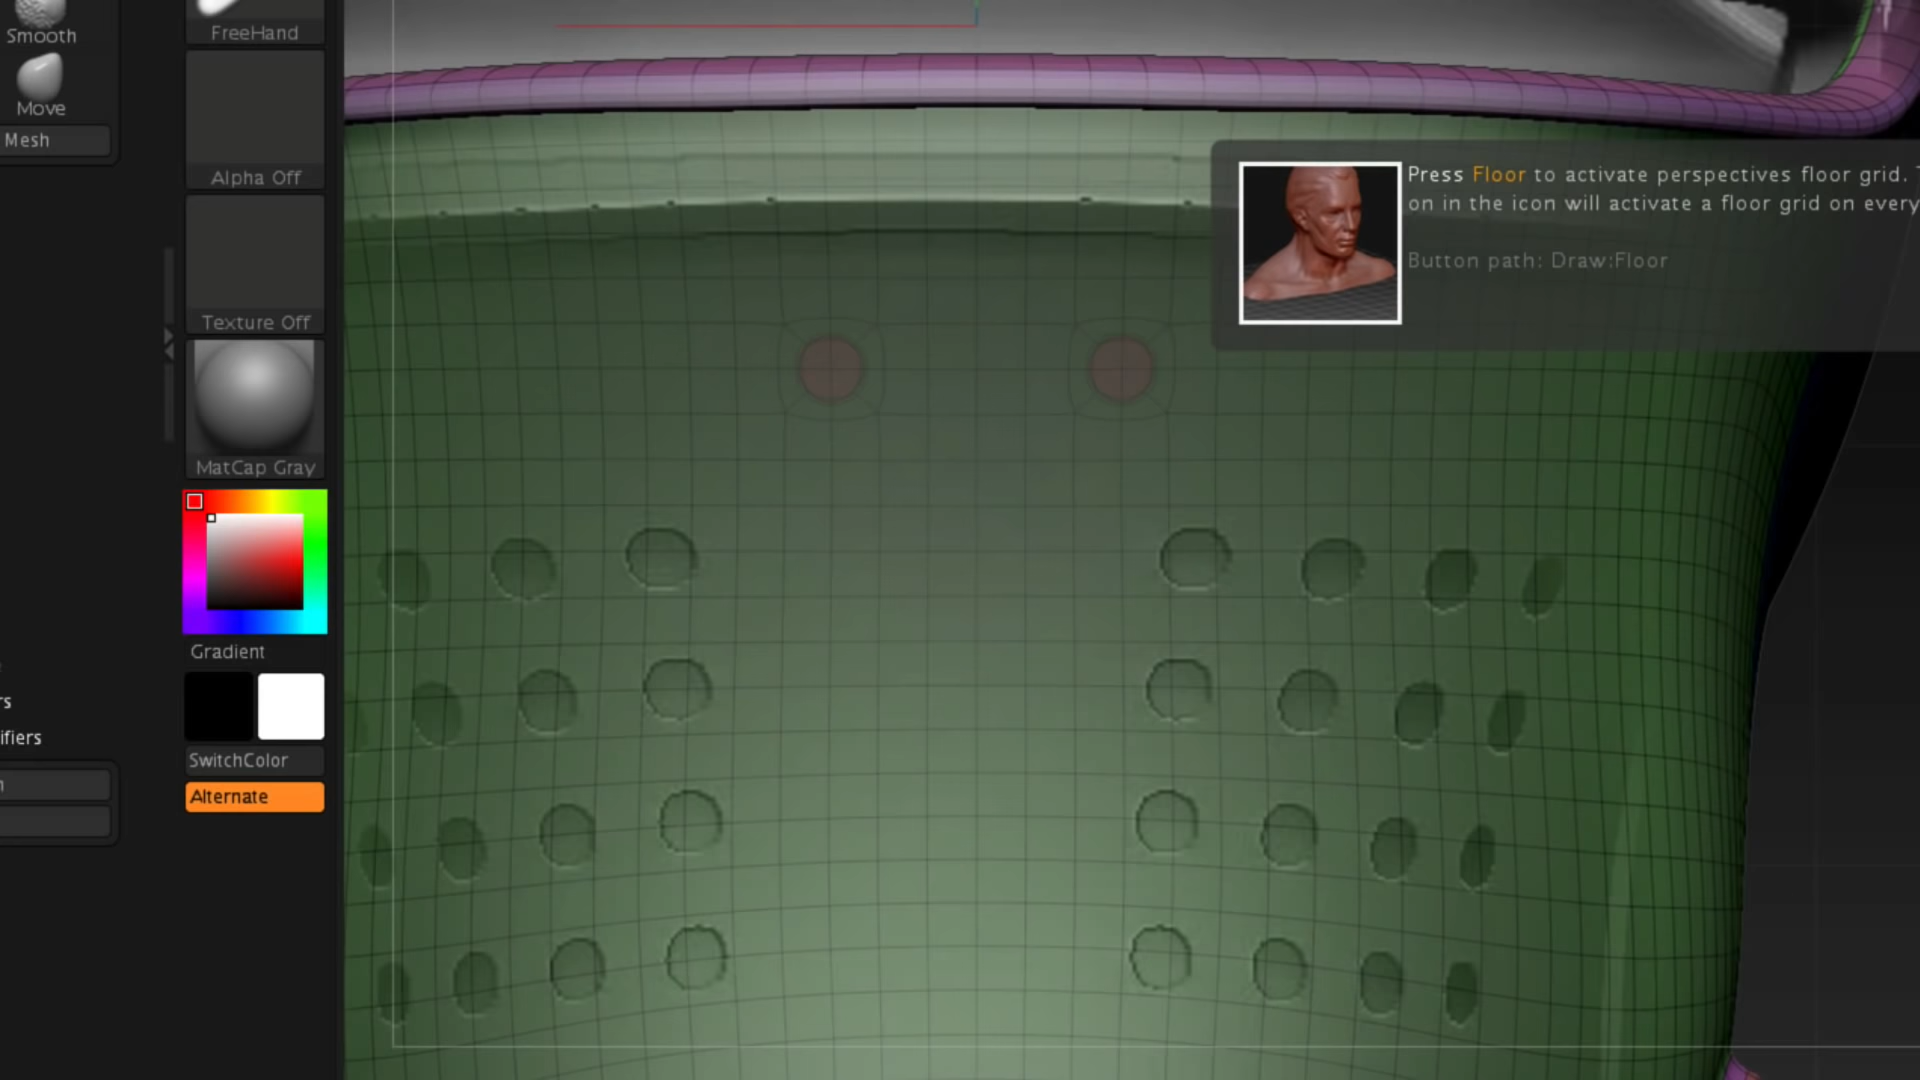 Smooth
Move
Mesh
rs
ifiers
FreeHand
Alpha Off
Texture Off
MatCap Gray
Gradient
SwitchColor
Alternate
Press Floor to activate perspectives floor grid.
on in the icon will activate a floor grid on every
Button path: Draw:Floor